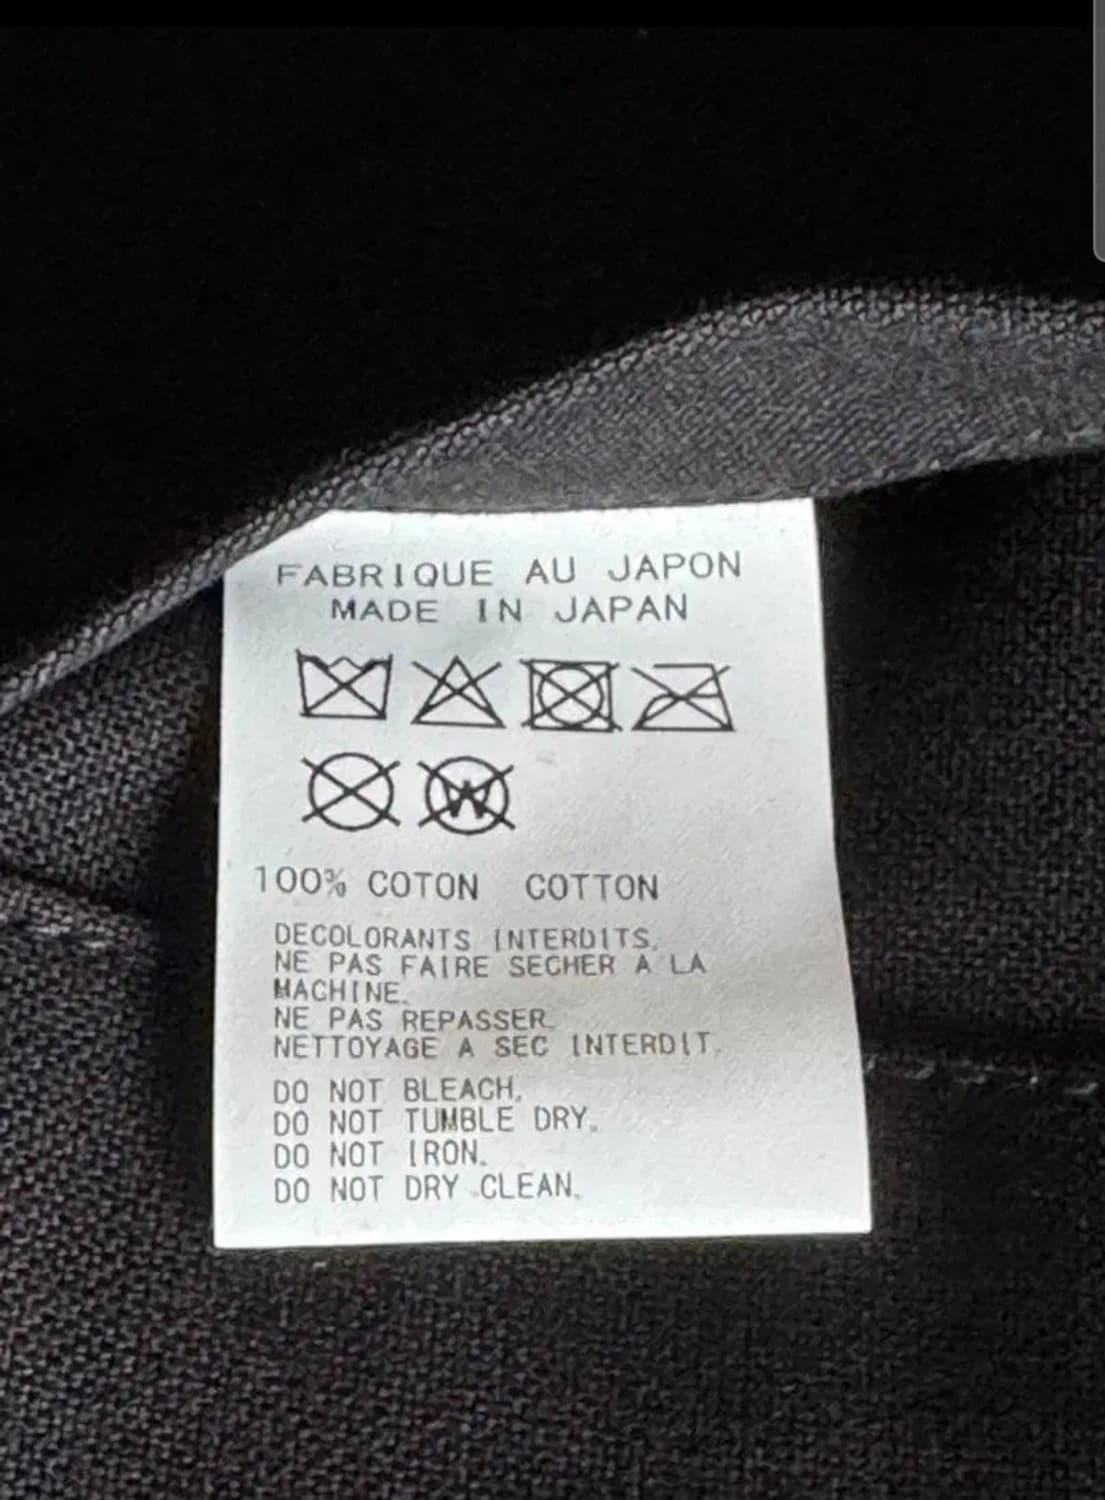 FABRIQUE AU JAPON
MADE IN JAPAN
W
100% COTON COTTON
DECOLORANTS INTERDITS.
NE PAS FAIRE SECHER A LA
MACHINE.
NE PAS REPASSER.
NETTOYAGE A SEC INTERDIT.
DO NOT BLEACH.
DO NOT TUMBLE DRY.
DO NOT IRON.
DO NOT DRY CLEAN.